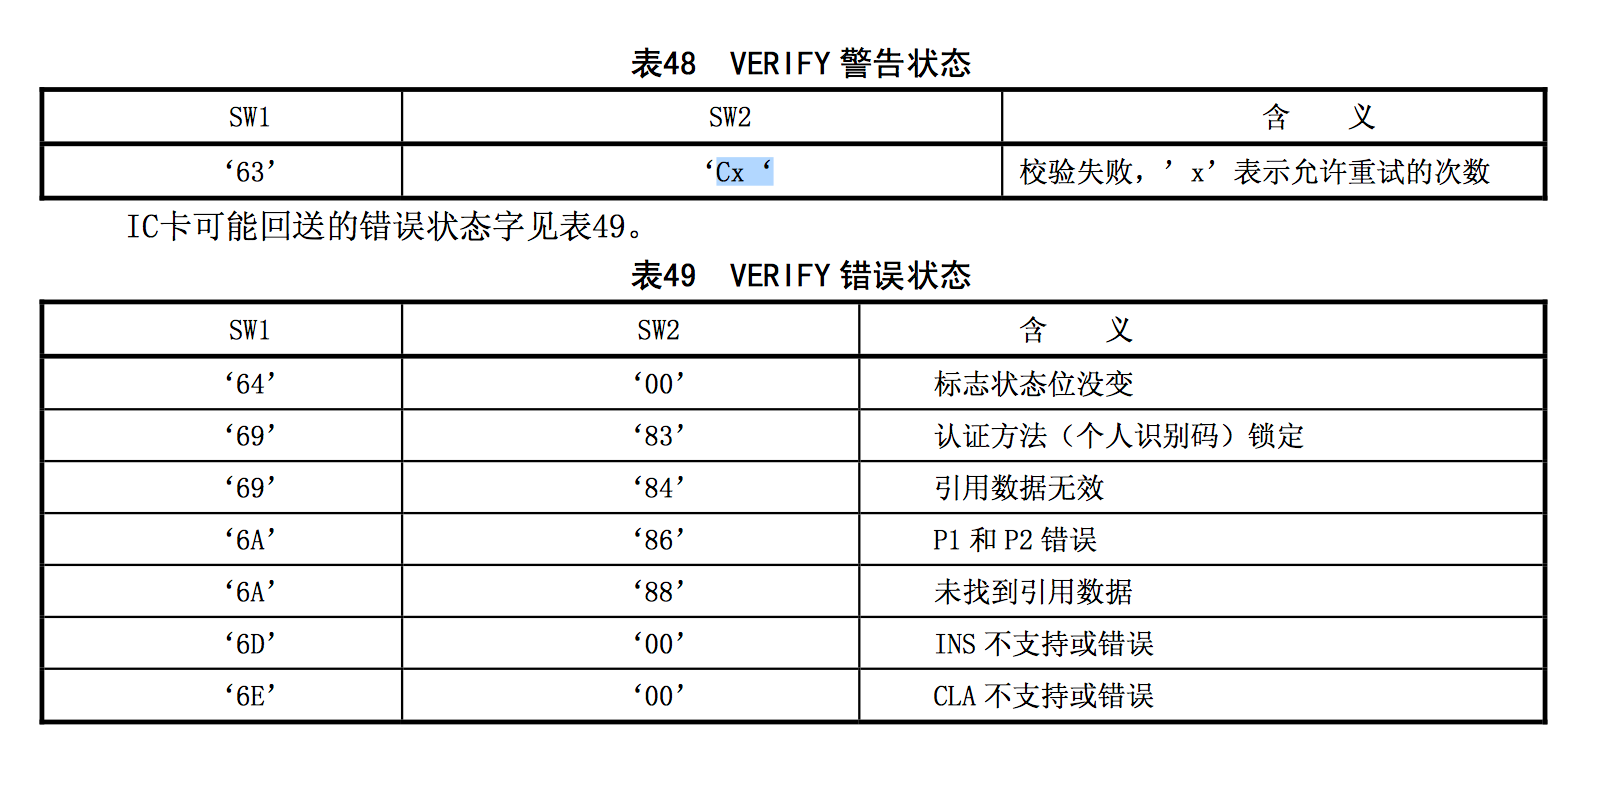 表48 VERIFY 警告状态
SW1 SW2 含 义
‘63’ ‘Cx ‘ 校验失败，’x’表示允许重试的次数
IC卡可能回送的错误状态字见表49。
表49 VERIFY 错误状态
SW1 SW2 含 义
‘64’ ‘00’ 标志状态位没变
‘69’ ‘83’ 认证方法（个人识别码）锁定
‘69’ ‘84’ 引用数据无效
‘6A’ ‘86’ P1 和 P2 错误
‘6A’ ‘88’ 未找到引用数据
‘6D’ ‘00’ INS 不支持或错误
‘6E’ ‘00’ CLA 不支持或错误